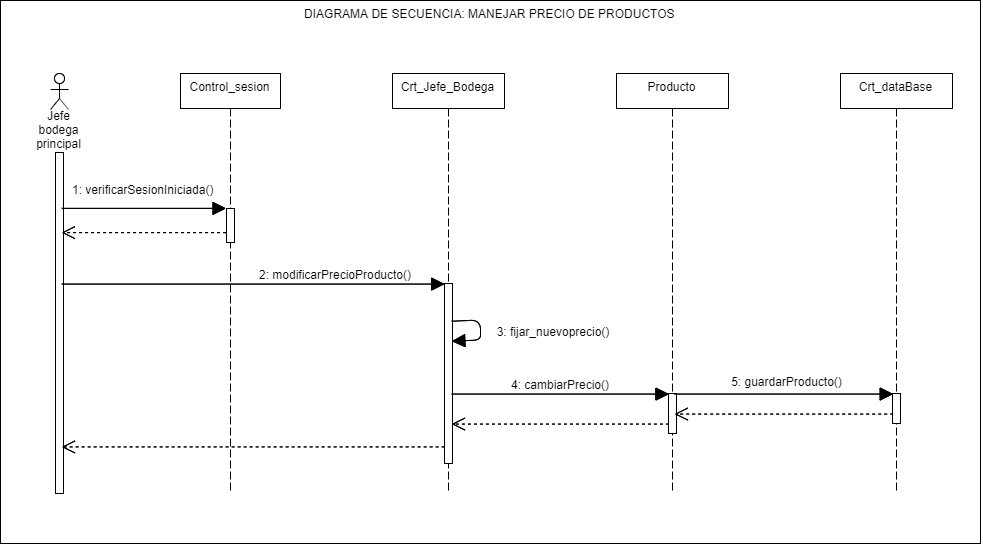 DIAGRAMA DE SECUENCIA: MANEJAR PRECIO DE PRODUCTOS
Control_sesion
Crt_Jefe_Bodega
Producto
Crt_dataBase
Jefe
bodega
principal
1: verificarSesionIniciada()
2: modificarPrecioProducto()
3: fijar_nuevoprecio()
4: cambiarPrecio()
5: guardarProducto()